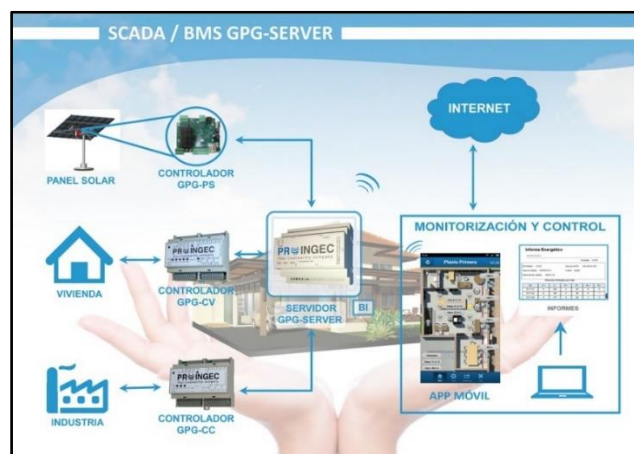 SCADA / BMS GPG-SERVER
INTERNET
PANEL SOLAR
CONTROLADOR
GPG-PS
MONITORIZACIÓN Y CONTROL
PROINGEC
VIVIENDA
CONTROLADOR
GPG-CV
PROINGEC
SERVIDOR
GPG-SERVER
BI
Planta Primera
Informe Energético
INFORMES
PROINGEC
INDUSTRIA
CONTROLADOR
GPG-CC
APP MÓVIL